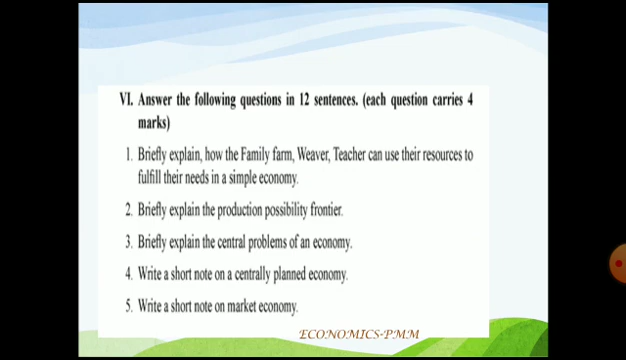 VI. Answer the following questions in 12 sentences. (each question carries 4
marks)
1. Briefly explain, how the Family farm, Weaver, Teacher can use their resources to
fulfill their needs in a simple economy.
2. Briefly explain the production possibility frontier.
3. Briefly explain the central problems of an economy.
4. Write a short note on a centrally planned economy.
5. Write a short note on market economy.
ECONOMICS-PMM